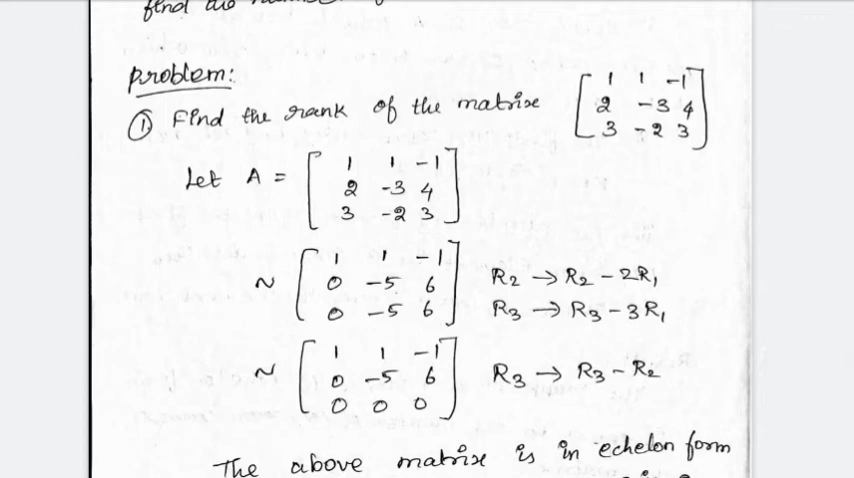 find
problem:
① Find the rank of the matrix [1 1 -1
2 -3 4
3 -2 3]
Let A = [1 1 -1
2 -3 4
3 -2 3]
~ [1 1 -1
0 -5 6
0 -5 6] R₂ → R₂ - 2R₁
R₃ → R₃ - 3R₁
~ [1 1 -1
0 -5 6
0 0 0] R₃ → R₃ - R₂
The above matrix is in echelon form